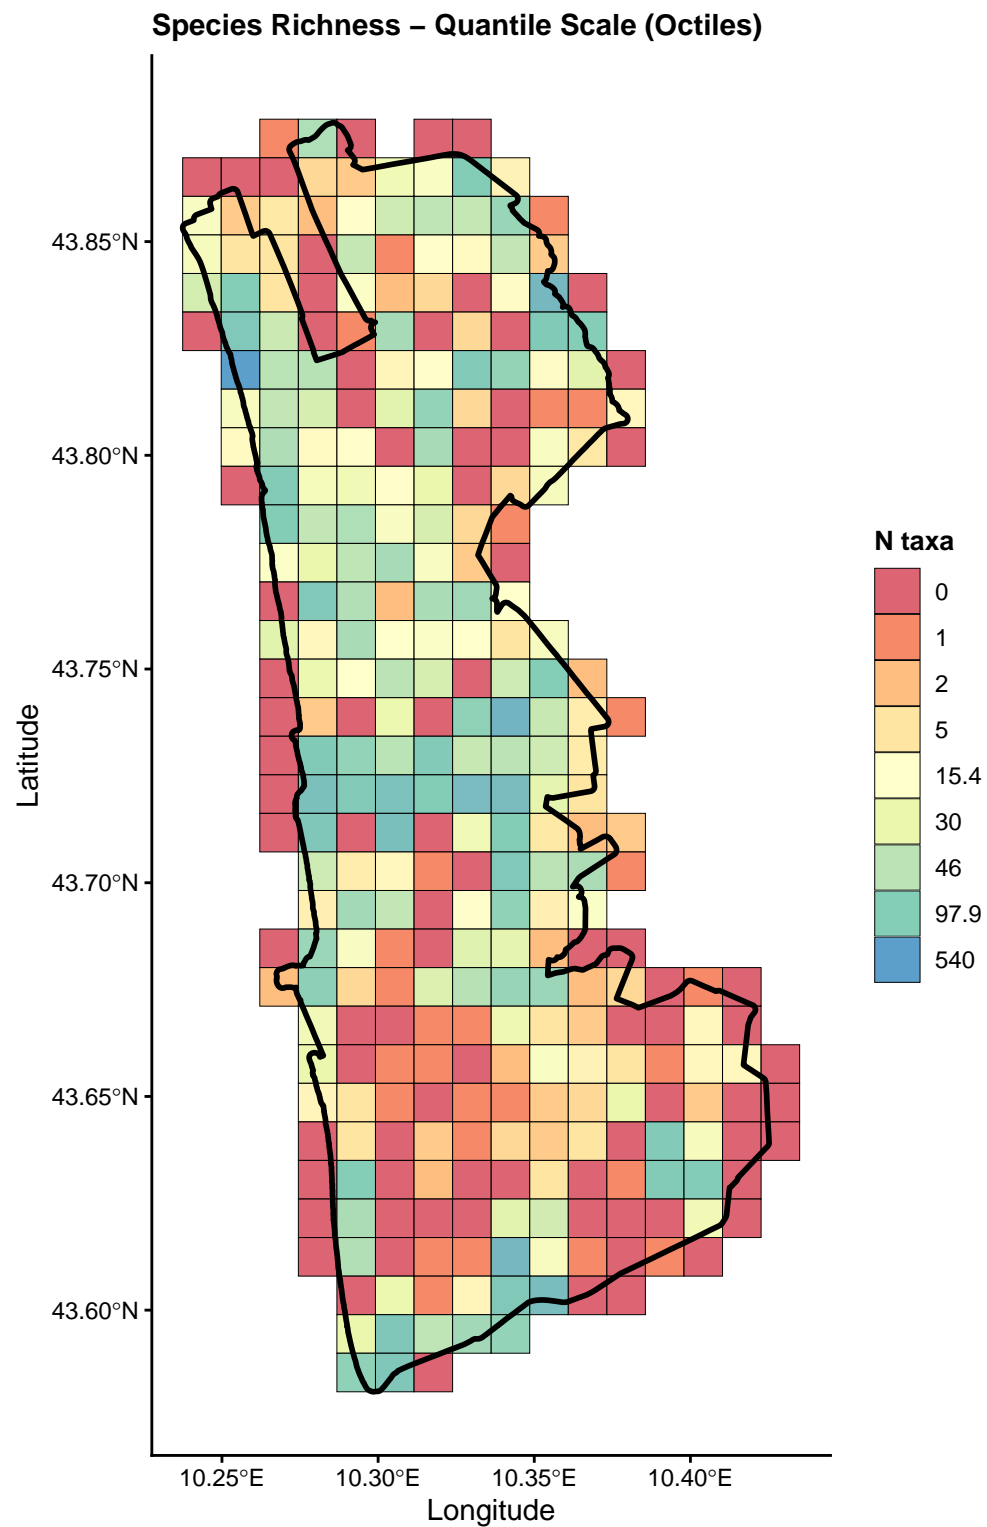 Species Richness – Quantile Scale (Octiles)
43.85°N
43.80°N
43.75°N
43.70°N
43.65°N
43.60°N
Latitude
10.25°E
10.30°E
10.35°E
10.40°E
Longitude
N taxa
0
1
2
5
15.4
30
46
97.9
540